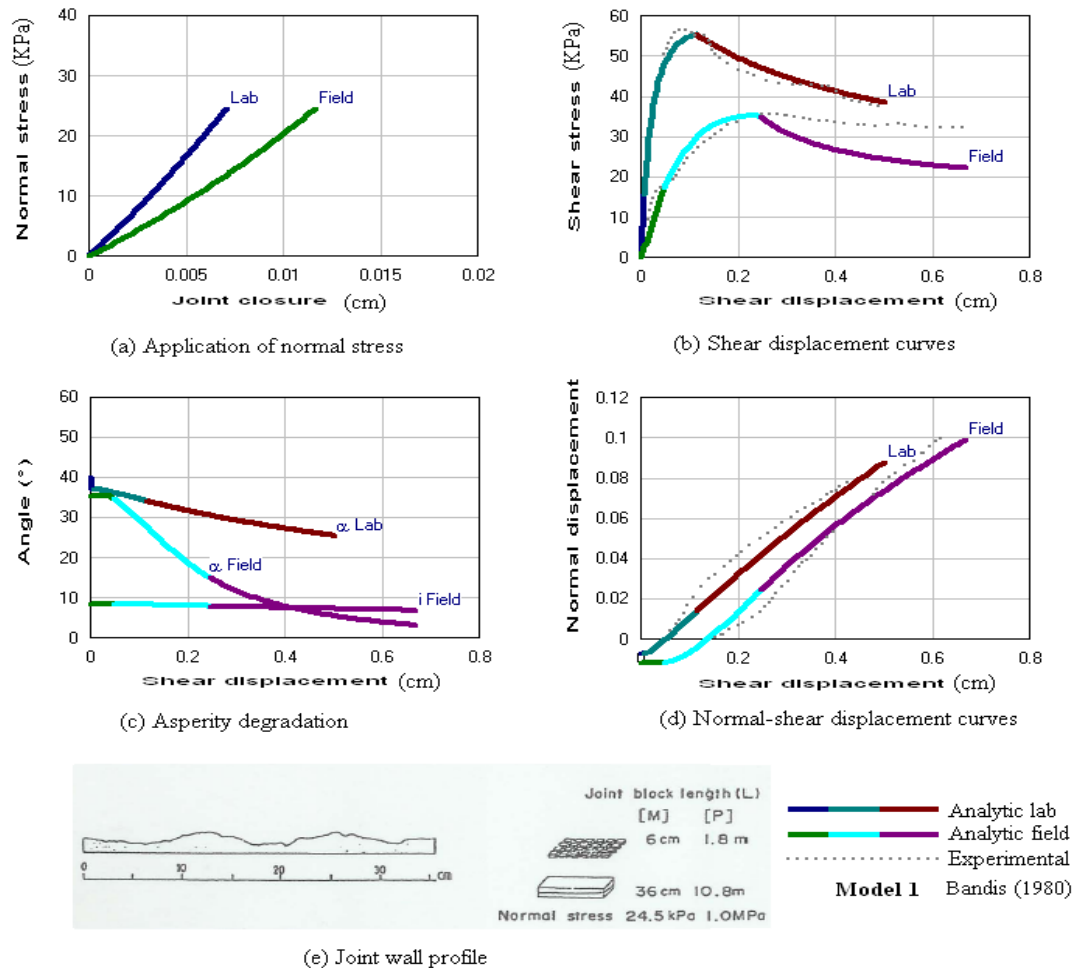 40
30
20
10
0
Normal stress (KPa)
Lab
Field
0
0.005
0.01
0.015
0.02
Joint closure (cm)
(a) Application of normal stress
60
50
40
30
20
10
0
Shear stress (KPa)
Lab
Field
0
0.2
0.4
0.6
0.8
Shear displacement (cm)
(b) Shear displacement curves
60
50
40
30
20
10
0
Angle (°)
α Lab
α Field
i Field
0
0.2
0.4
0.6
0.8
Shear displacement (cm)
(c) Asperity degradation
0.12
0.1
0.08
0.06
0.04
0.02
0
Normal displacement
Lab
Field
0
0.2
0.4
0.6
0.8
Shear displacement (cm)
(d) Normal-shear displacement curves
0
10
20
30
cm
Joint block length (L)
[M] [P]
6cm 1.8 m
36cm 10.8m
Normal stress 24.5kPa 1.0MPa
(e) Joint wall profile
Analytic lab
Analytic field
Experimental
Model 1 Bandis (1980)